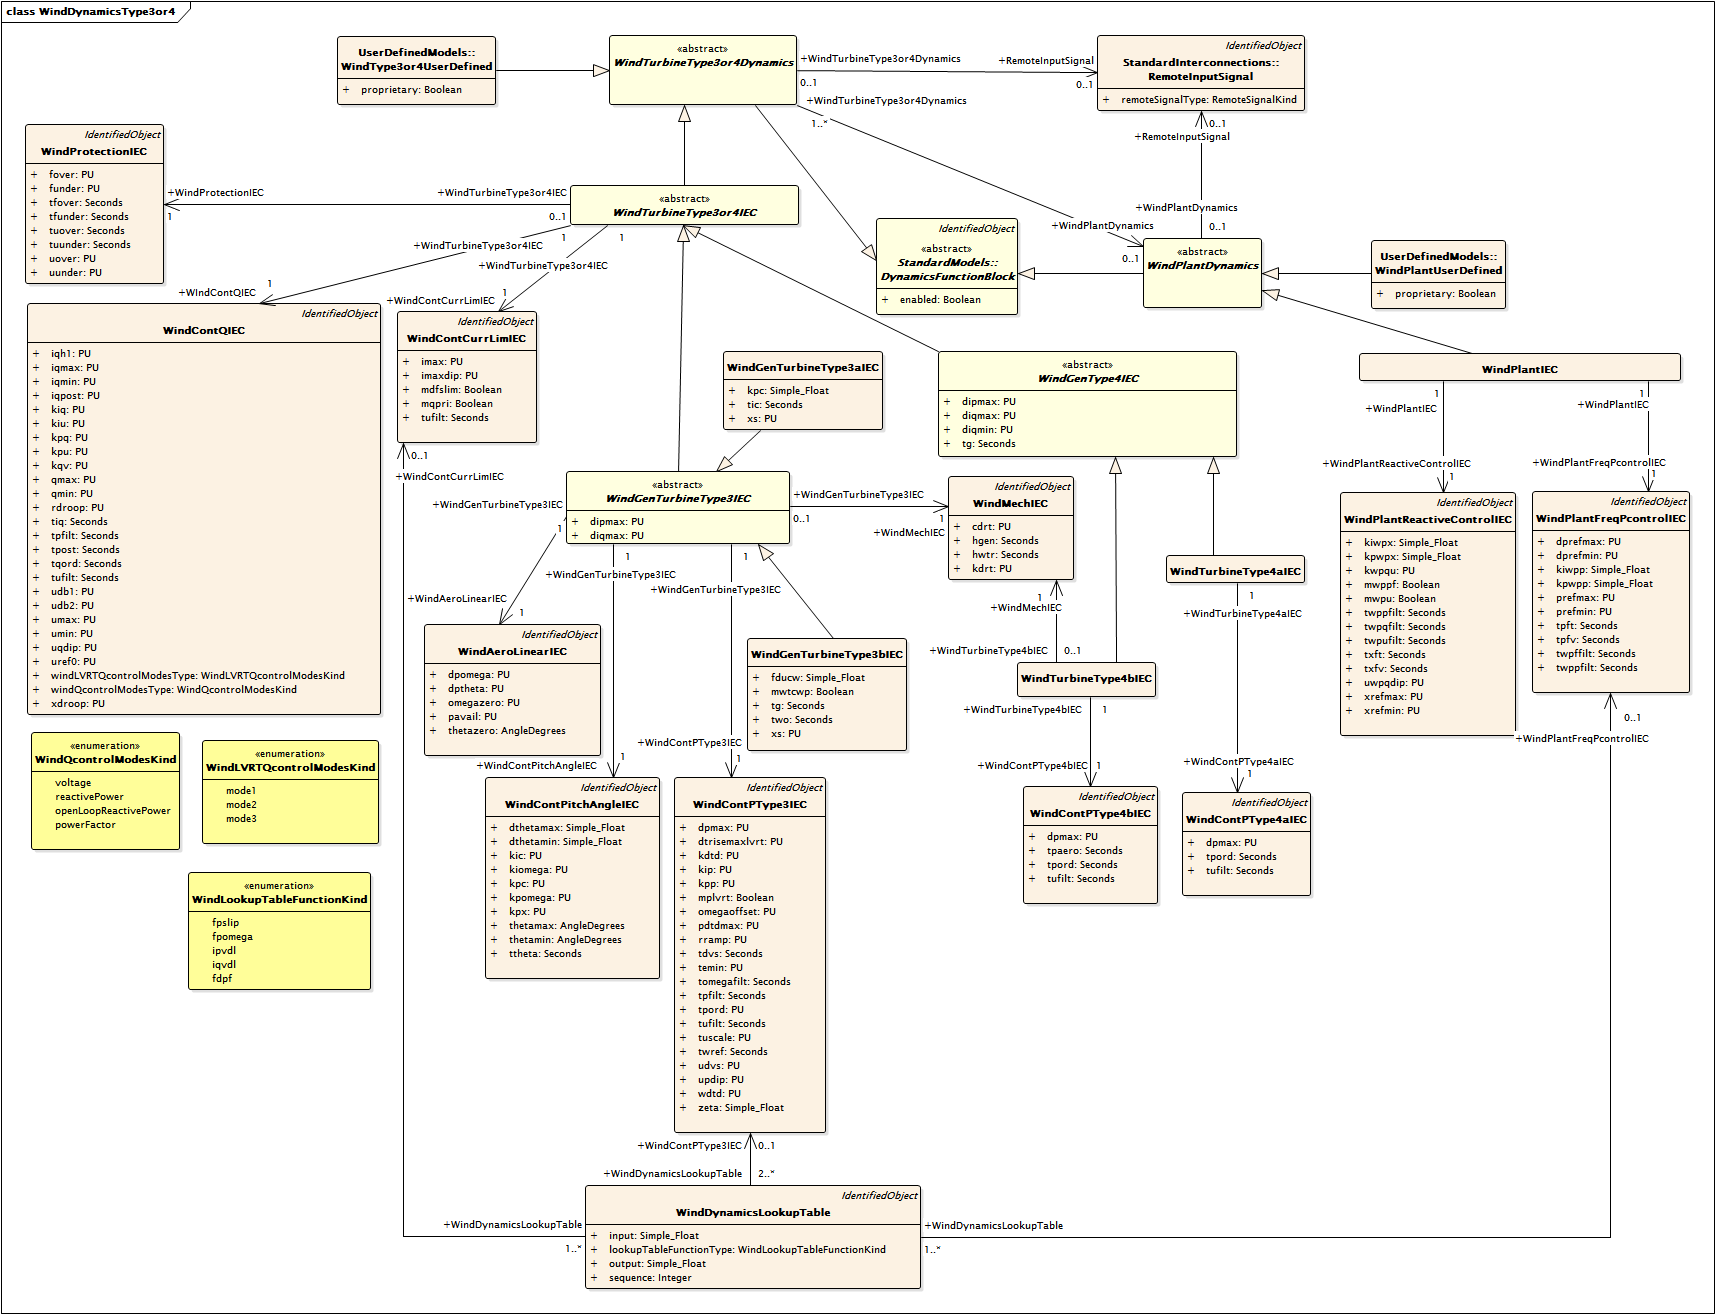 class WindDynamicsType3or4
UserDefinedModels::
WindType3or4UserDefined
+ proprietary: Boolean
«abstract»
WindTurbineType3or4Dynamics
+WindTurbineType3or4Dynamics
0..1
+RemoteInputSignal
0..1
+WindTurbineType3or4Dynamics
1..*
IdentifiedObject
StandardInterconnections::
RemoteInputSignal
+ remoteSignalType: RemoteSignalKind
0..1
+RemoteInputSignal
+WindPlantDynamics
0..1
+WindPlantDynamics
0..1
IdentifiedObject
WindProtectionIEC
+ fover: PU
+ funder: PU
+ tfover: Seconds
+ tfunder: Seconds
+ tuover: Seconds
+ tuunder: Seconds
+ uover: PU
+ uunder: PU
+WindProtectionIEC
1
+WindTurbineType3or4IEC
0..1
«abstract»
WindTurbineType3or4IEC
+WindTurbineType3or4IEC
1
1
+WindTurbineType3or4IEC
+WindContQIEC
1
+WindContCurrLimIEC
1
IdentifiedObject
«abstract»
StandardModels::
DynamicsFunctionBlock
+ enabled: Boolean
«abstract»
WindPlantDynamics
UserDefinedModels::
WindPlantUserDefined
+ proprietary: Boolean
IdentifiedObject
WindContQIEC
+ iqh1: PU
+ iqmax: PU
+ iqmin: PU
+ iqpost: PU
+ kiq: PU
+ kiu: PU
+ kpq: PU
+ kpu: PU
+ kqv: PU
+ qmax: PU
+ qmin: PU
+ rdroop: PU
+ tiq: Seconds
+ tpfilt: Seconds
+ tpost: Seconds
+ tqord: Seconds
+ tufilt: Seconds
+ udb1: PU
+ udb2: PU
+ umax: PU
+ umin: PU
+ uqdip: PU
+ uref0: PU
+ windLVRTQcontrolModesType: WindLVRTQcontrolModesKind
+ windQcontrolModesType: WindQcontrolModesKind
+ xdroop: PU
IdentifiedObject
WindContCurrLimIEC
+ imax: PU
+ imaxdip: PU
+ mdfslim: Boolean
+ mqpri: Boolean
+ tufilt: Seconds
0..1
+WindContCurrLimIEC
WindGenTurbineType3aIEC
+ kpc: Simple_Float
+ tic: Seconds
+ xs: PU
«abstract»
WindGenType4IEC
+ dipmax: PU
+ diqmax: PU
+ diqmin: PU
+ tg: Seconds
WindPlantIEC
1
+WindPlantIEC
1
+WindPlantIEC
+WindPlantReactiveControlIEC
1
+WindPlantFreqPcontrolIEC
1
«abstract»
WindGenTurbineType3IEC
+ dipmax: PU
+ diqmax: PU
+WindGenTurbineType3IEC
1
+WindGenTurbineType3IEC
0..1
1
+WindMechIEC
1
+WindGenTurbineType3IEC
1
+WindGenTurbineType3IEC
IdentifiedObject
WindMechIEC
+ cdrt: PU
+ hgen: Seconds
+ hwtr: Seconds
+ kdrt: PU
1
+WindMechIEC
+WindTurbineType4bIEC
0..1
WindTurbineType4aIEC
1
+WindTurbineType4aIEC
IdentifiedObject
WindPlantReactiveControlIEC
+ kiwpx: Simple_Float
+ kpwpx: Simple_Float
+ kwpqu: PU
+ mwppf: Boolean
+ mwpu: Boolean
+ twppfilt: Seconds
+ twpqfilt: Seconds
+ twpufilt: Seconds
+ txft: Seconds
+ txfv: Seconds
+ uwpqdip: PU
+ xrefmax: PU
+ xrefmin: PU
IdentifiedObject
WindPlantFreqPcontrolIEC
+ dprefmax: PU
+ dprefmin: PU
+ kiwpp: Simple_Float
+ kpwpp: Simple_Float
+ prefmax: PU
+ prefmin: PU
+ tpft: Seconds
+ tpfv: Seconds
+ twpffilt: Seconds
+ twppfilt: Seconds
0..1
+WindPlantFreqPcontrolIEC
+WindAeroLinearIEC
1
IdentifiedObject
WindAeroLinearIEC
+ dpomega: PU
+ dptheta: PU
+ omegazero: PU
+ pavail: PU
+ thetazero: AngleDegrees
WindGenTurbineType3bIEC
+ fducw: Simple_Float
+ mwtcwp: Boolean
+ tg: Seconds
+ two: Seconds
+ xs: PU
WindTurbineType4bIEC
+WindTurbineType4bIEC
1
+WindContPType4bIEC
1
+WindContPType4aIEC
1
+WindContPitchAngleIEC
1
+WindContPType3IEC
1
«enumeration»
WindQcontrolModesKind
voltage
reactivePower
openLoopReactivePower
powerFactor
«enumeration»
WindLVRTQcontrolModesKind
mode1
mode2
mode3
«enumeration»
WindLookupTableFunctionKind
fpslip
fpomega
ipvdl
iqvdl
fdpf
IdentifiedObject
WindContPitchAngleIEC
+ dthetamax: Simple_Float
+ dthetamin: Simple_Float
+ kic: PU
+ kiomega: PU
+ kpc: PU
+ kpomega: PU
+ kpx: PU
+ thetamax: AngleDegrees
+ thetamin: AngleDegrees
+ ttheta: Seconds
IdentifiedObject
WindContPType3IEC
+ dpmax: PU
+ dtrisemaxlvrt: PU
+ kdtd: PU
+ kip: PU
+ kpp: PU
+ mplvrt: Boolean
+ omegaoffset: PU
+ pdtdmax: PU
+ rramp: PU
+ tdvs: Seconds
+ temin: PU
+ tomegafilt: Seconds
+ tpfilt: Seconds
+ tpord: PU
+ tufilt: Seconds
+ tuscale: PU
+ twref: Seconds
+ udvs: PU
+ updip: PU
+ wdtd: PU
+ zeta: Simple_Float
IdentifiedObject
WindContPType4bIEC
+ dpmax: PU
+ tpaero: Seconds
+ tpord: Seconds
+ tufilt: Seconds
IdentifiedObject
WindContPType4aIEC
+ dpmax: PU
+ tpord: Seconds
+ tufilt: Seconds
+WindContPType3IEC
0..1
+WindDynamicsLookupTable
2..*
+WindDynamicsLookupTable
1..*
IdentifiedObject
WindDynamicsLookupTable
+ input: Simple_Float
+ lookupTableFunctionType: WindLookupTableFunctionKind
+ output: Simple_Float
+ sequence: Integer
+WindDynamicsLookupTable
1..*